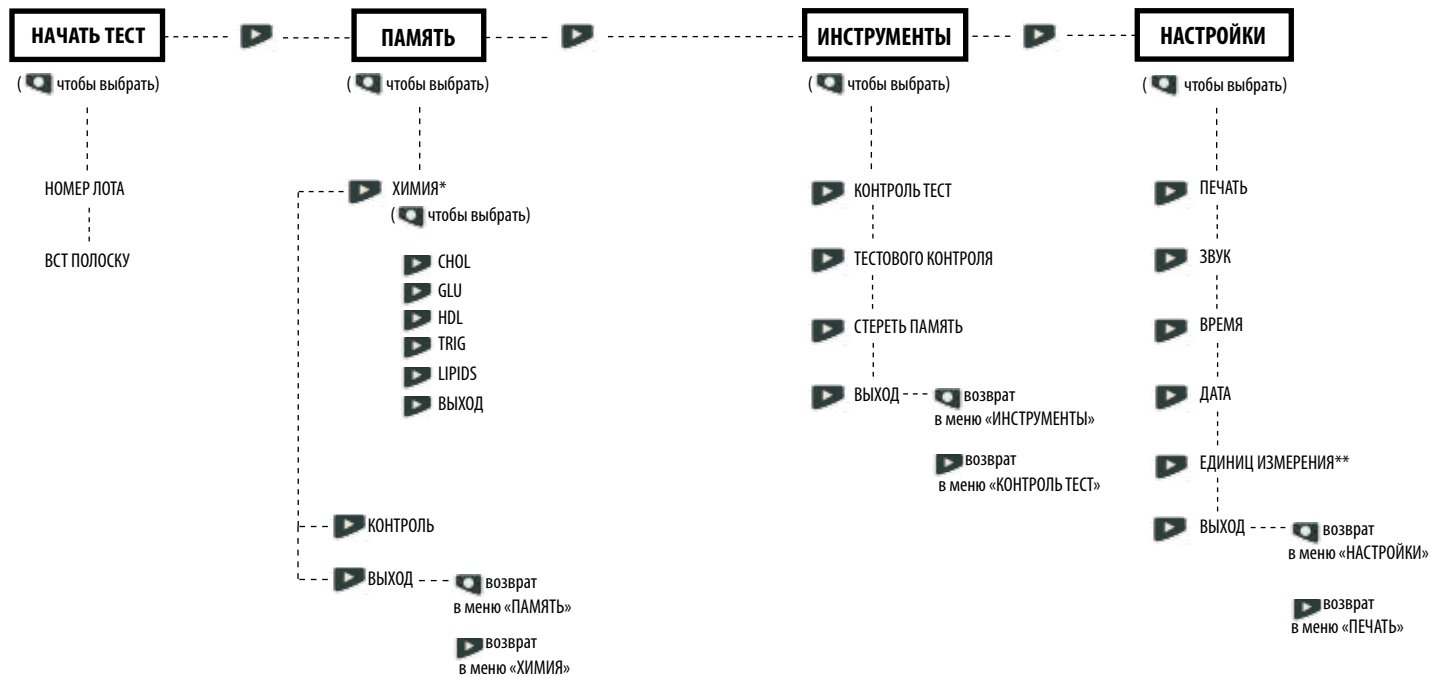 НАЧАТЬ ТЕСТ
( чтобы выбрать)
НОМЕР ЛОТА
ВСТ ПОЛОСКУ
ПАМЯТЬ
( чтобы выбрать)
ХИМИЯ*
( чтобы выбрать)
CHOL
GLU
HDL
TRIG
LIPIDS
ВЫХОД
КОНТРОЛЬ
ВЫХОД
возврат
в меню «ПАМЯТЬ»
возврат
в меню «ХИМИЯ»
ИНСТРУМЕНТЫ
( чтобы выбрать)
КОНТРОЛЬ ТЕСТ
ТЕСТОВОГО КОНТРОЛЯ
СТЕРЕТЬ ПАМЯТЬ
ВЫХОД
возврат
в меню «ИНСТРУМЕНТЫ»
возврат
в меню «КОНТРОЛЬ ТЕСТ»
НАСТРОЙКИ
( чтобы выбрать)
ПЕЧАТЬ
ЗВУК
ВРЕМЯ
ДАТА
ЕДИНИЦ ИЗМЕРЕНИЯ**
ВЫХОД
возврат
в меню «НАСТРОЙКИ»
возврат
в меню «ПЕЧАТЬ»